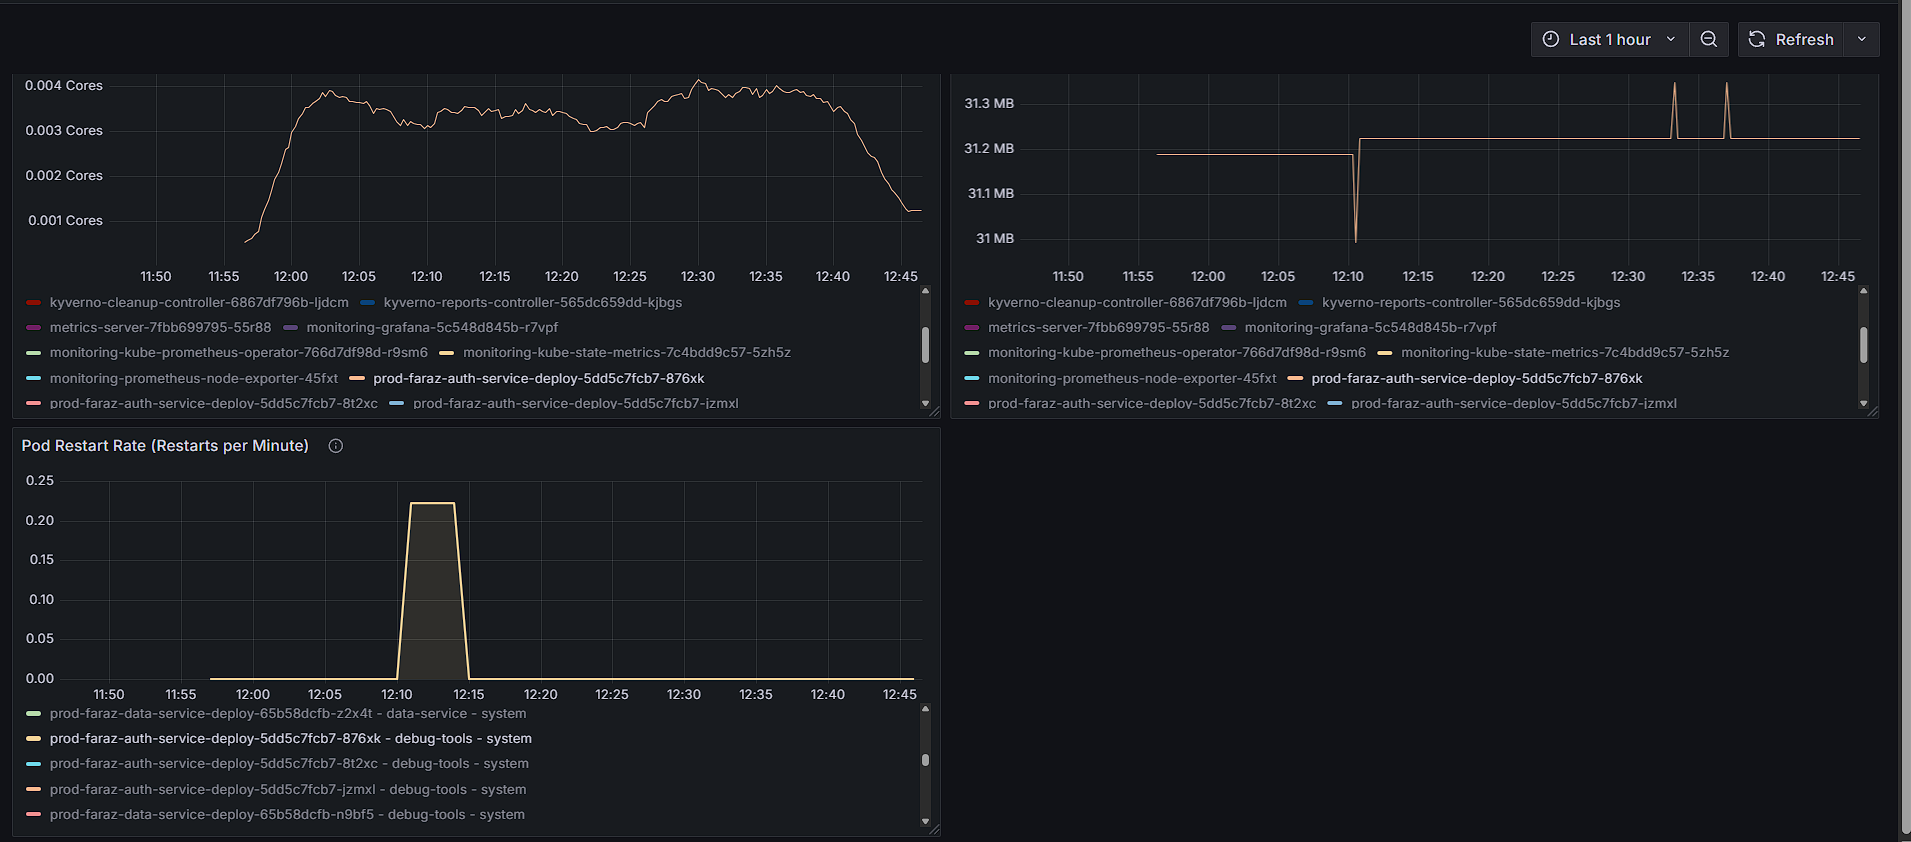 Last 1 hour
Refresh
0.004 Cores
0.003 Cores
0.002 Cores
0.001 Cores
11:50 11:55 12:00 12:05 12:10 12:15 12:20 12:25 12:30 12:35 12:40 12:45
kyverno-cleanup-controller-6867df796b-ljdcm kyverno-reports-controller-565dc659dd-kjbgs
metrics-server-7fbb699795-55r88 monitoring-grafana-5c548d845b-r7vpf
monitoring-kube-prometheus-operator-766d7df98d-r9sm6 monitoring-kube-state-metrics-7c4bdd9c57-5zh5z
monitoring-prometheus-node-exporter-45fxt prod-faraz-auth-service-deploy-5dd5c7fcb7-876xk
prod-faraz-auth-service-deploy-5dd5c7fcb7-8t2xc prod-faraz-auth-service-deploy-5dd5c7fcb7-jzmxl
31.3 MB
31.2 MB
31.1 MB
31 MB
11:50 11:55 12:00 12:05 12:10 12:15 12:20 12:25 12:30 12:35 12:40 12:45
kyverno-cleanup-controller-6867df796b-ljdcm kyverno-reports-controller-565dc659dd-kjbgs
metrics-server-7fbb699795-55r88 monitoring-grafana-5c548d845b-r7vpf
monitoring-kube-prometheus-operator-766d7df98d-r9sm6 monitoring-kube-state-metrics-7c4bdd9c57-5zh5z
monitoring-prometheus-node-exporter-45fxt prod-faraz-auth-service-deploy-5dd5c7fcb7-876xk
prod-faraz-auth-service-deploy-5dd5c7fcb7-8t2xc prod-faraz-auth-service-deploy-5dd5c7fcb7-jzmxl
Pod Restart Rate (Restarts per Minute)
0.25
0.20
0.15
0.10
0.05
0.00
11:50 11:55 12:00 12:05 12:10 12:15 12:20 12:25 12:30 12:35 12:40 12:45
prod-faraz-data-service-deploy-65b58dcfb-z2x4t - data-service - system
prod-faraz-auth-service-deploy-5dd5c7fcb7-876xk - debug-tools - system
prod-faraz-auth-service-deploy-5dd5c7fcb7-8t2xc - debug-tools - system
prod-faraz-auth-service-deploy-5dd5c7fcb7-jzmxl - debug-tools - system
prod-faraz-data-service-deploy-65b58dcfb-n9bf5 - debug-tools - system